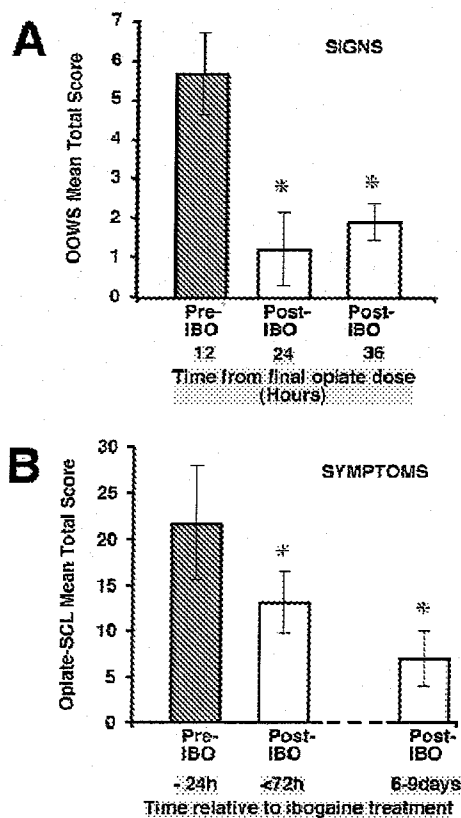 A
SIGNS
OOWS Mean Total Score
7
6
5
4
3
2
1
0
* *
Pre- Post- Post-
IBO IBO IBO
12 24 36
Time from final opiate dose
(Hours)
B
SYMPTOMS
Opiate-SCL Mean Total Score
30
25
20
15
10
5
0
* *
Pre- Post- Post-
IBO IBO IBO
- 24h <72h 6-9days
Time relative to ibogaine treatment